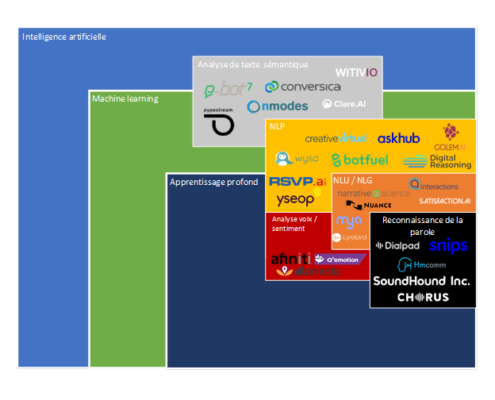 Intelligence artificielle
Analyse de texte sémantique
WITIVIO
e-bot7
conversica
Machine learning
pypestream
Onmodes
Clare.AI
NLP
creative virtual
askhub
GOLEM.AI
wysa
botfuel
Digital
Reasoning
Apprentissage profond
RSVP.ai
NLU / NLG
interactions
yseop
narrative science
NUANCE
SATISFACTION.AI
Analyse voix /
sentiment
mya
Lyrebird
Reconnaissance de la
parole
Dialpad
snips
afiniti
Q°emotion
Hmcomm
SoundHound Inc.
CHORUS